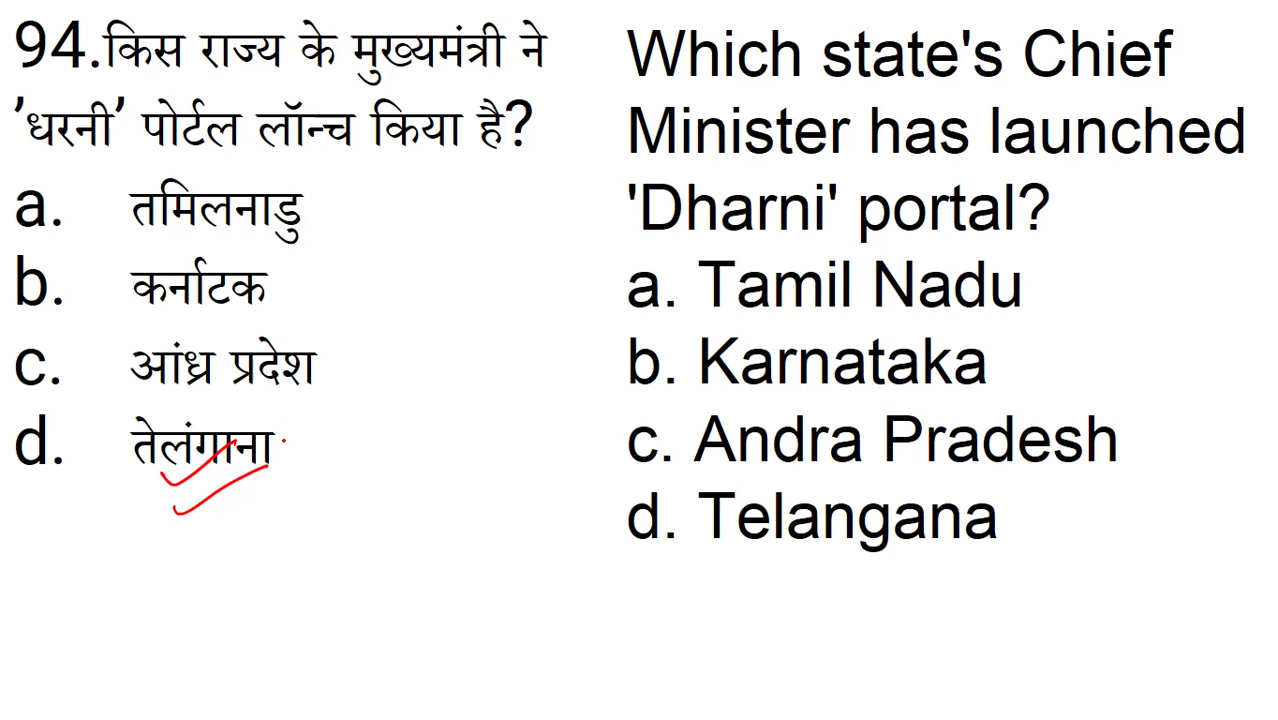 94.किस राज्य के मुख्यमंत्री ने
’धरनी’ पोर्टल लॉन्च किया है?
a. तमिलनाडु
b. कर्नाटक
c. आंध्र प्रदेश
d. तेलंगाना
Which state's Chief
Minister has launched
'Dharni' portal?
a. Tamil Nadu
b. Karnataka
c. Andra Pradesh
d. Telangana